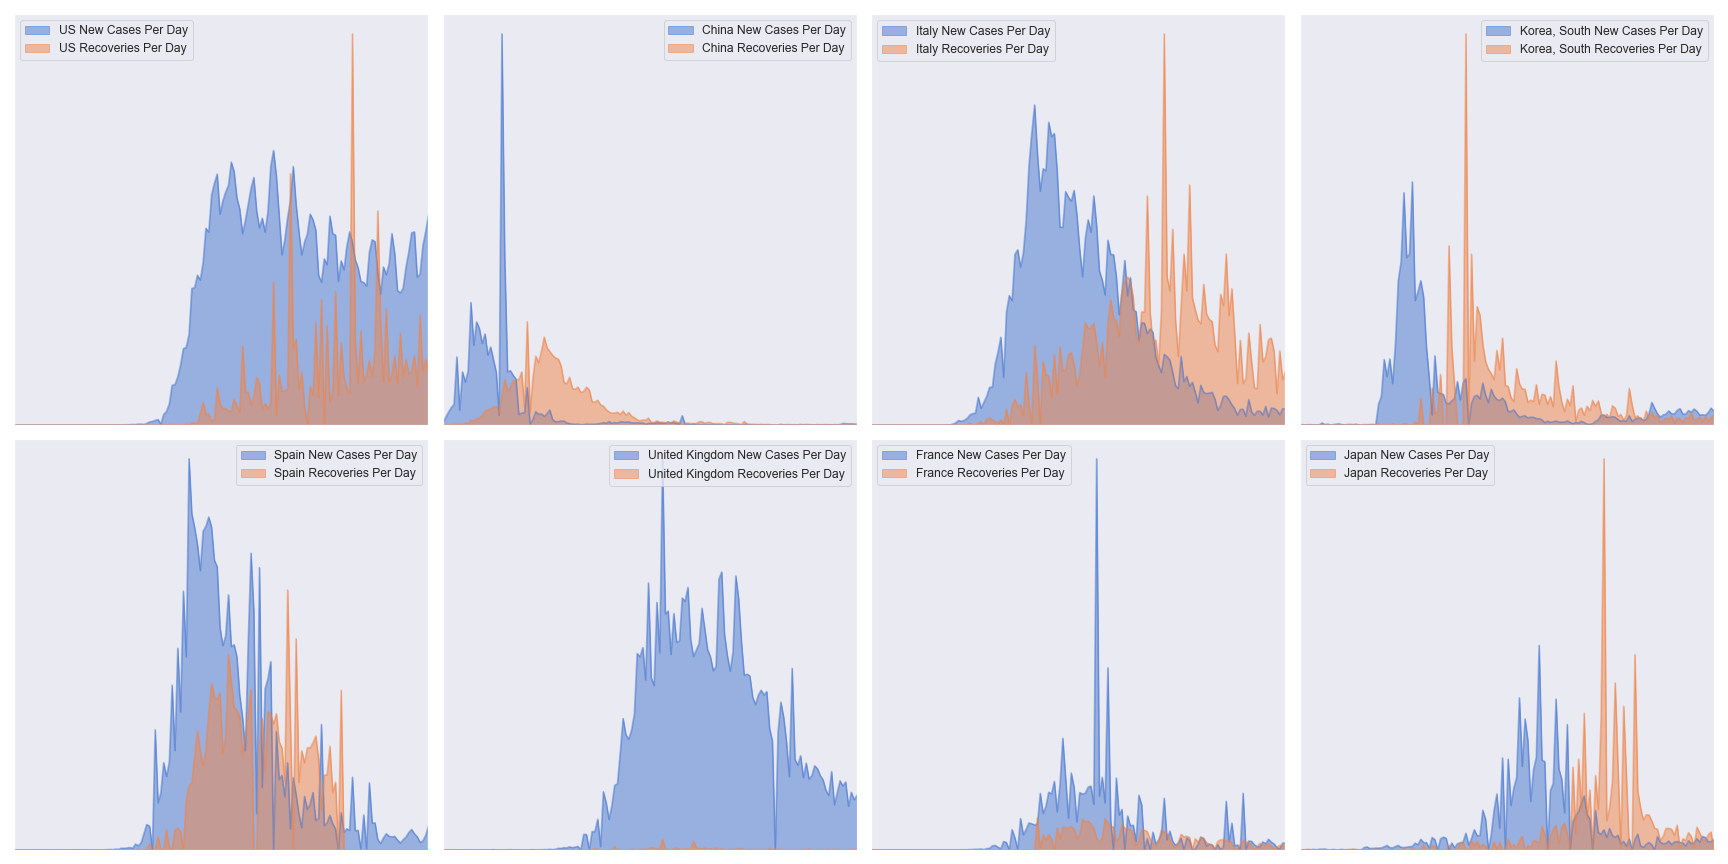 US New Cases Per Day
US Recoveries Per Day
China New Cases Per Day
China Recoveries Per Day
Italy New Cases Per Day
Italy Recoveries Per Day
Korea, South New Cases Per Day
Korea, South Recoveries Per Day
Spain New Cases Per Day
Spain Recoveries Per Day
United Kingdom New Cases Per Day
United Kingdom Recoveries Per Day
France New Cases Per Day
France Recoveries Per Day
Japan New Cases Per Day
Japan Recoveries Per Day